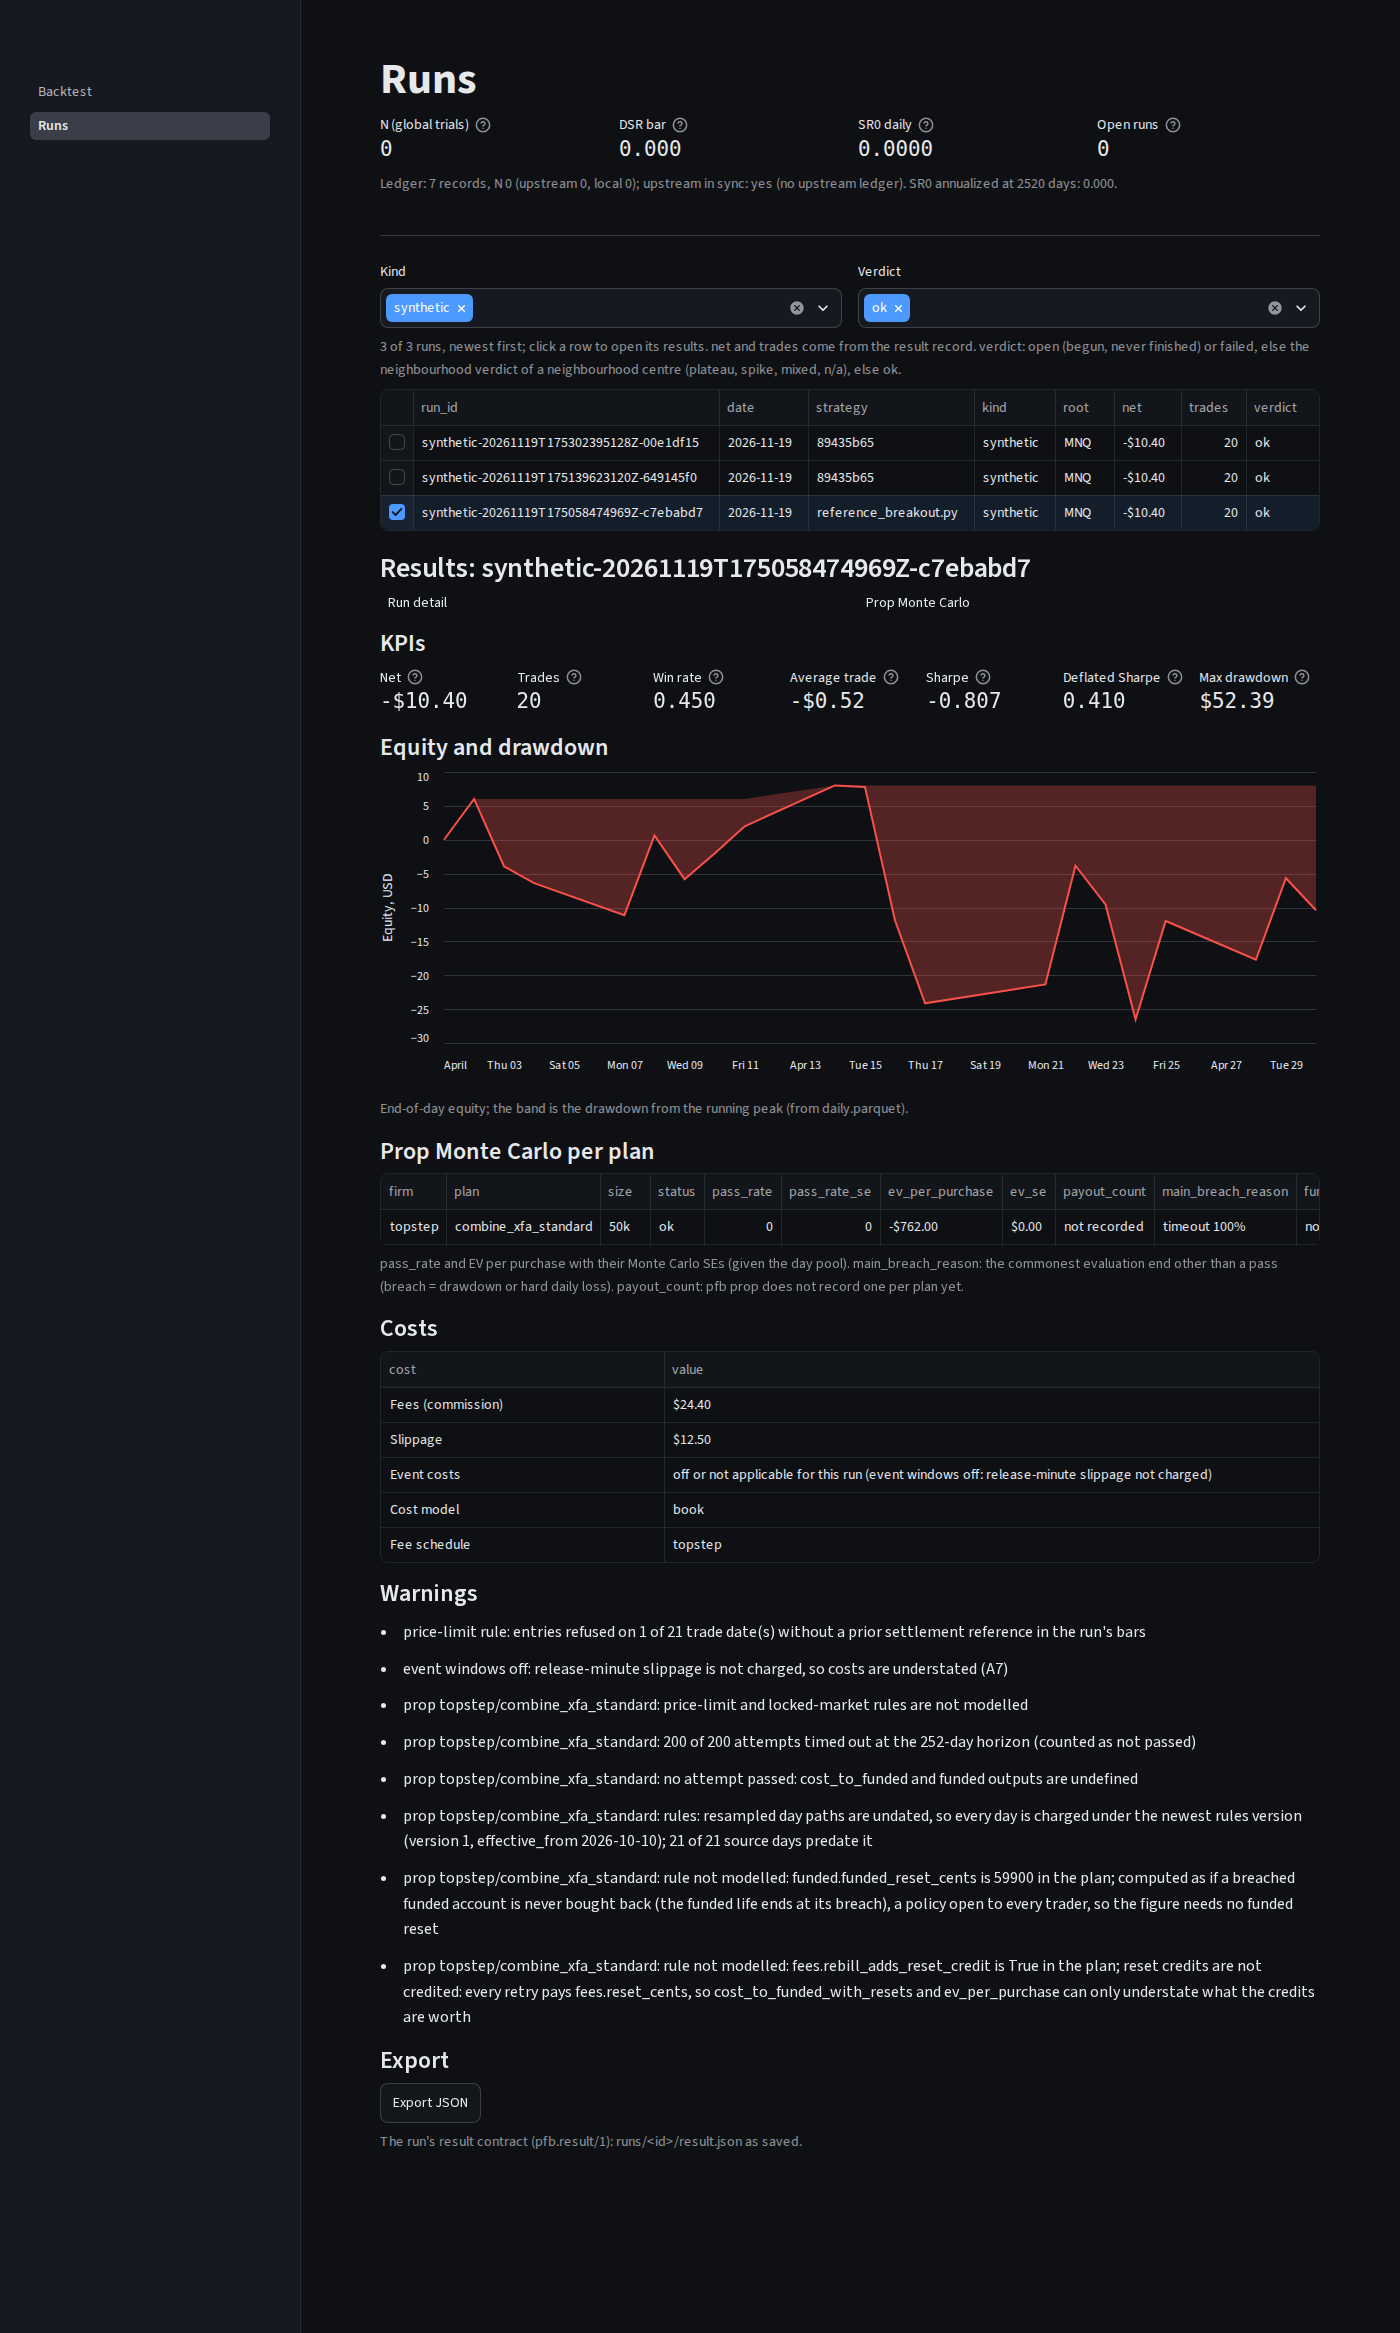 Backtest
Runs
Runs
N (global trials)
DSR bar
SR0 daily
Open runs
0
0.000
0.0000
0
Ledger: 7 records, N 0 (upstream 0, local 0); upstream in sync: yes (no upstream ledger). SR0 annualized at 2520 days: 0.000.
Kind
Verdict
synthetic
ok
3 of 3 runs, newest first; click a row to open its results. net and trades come from the result record. verdict: open (begun, never finished) or failed, else the
neighbourhood verdict of a neighbourhood centre (plateau, spike, mixed, n/a), else ok.
run_id date strategy kind root net trades verdict
synthetic-20261119T175302395128Z-00e1df15 2026-11-19 89435b65 synthetic MNQ -$10.40 20 ok
synthetic-20261119T175139623120Z-649145f0 2026-11-19 89435b65 synthetic MNQ -$10.40 20 ok
synthetic-20261119T175058474969Z-c7ebabd7 2026-11-19 reference_breakout.py synthetic MNQ -$10.40 20 ok
Results: synthetic-20261119T175058474969Z-c7ebabd7
Run detail
Prop Monte Carlo
KPIs
Net Trades Win rate Average trade Sharpe Deflated Sharpe Max drawdown
-$10.40 20 0.450 -$0.52 -0.807 0.410 $52.39
Equity and drawdown
Equity, USD
10
5
0
−5
−10
−15
−20
−25
−30
April Thu 03 Sat 05 Mon 07 Wed 09 Fri 11 Apr 13 Tue 15 Thu 17 Sat 19 Mon 21 Wed 23 Fri 25 Apr 27 Tue 29
End-of-day equity; the band is the drawdown from the running peak (from daily.parquet).
Prop Monte Carlo per plan
firm plan size status pass_rate pass_rate_se ev_per_purchase ev_se payout_count main_breach_reason fur
topstep combine_xfa_standard 50k ok 0 0 -$762.00 $0.00 not recorded timeout 100% no
pass_rate and EV per purchase with their Monte Carlo SEs (given the day pool). main_breach_reason: the commonest evaluation end other than a pass
(breach = drawdown or hard daily loss). payout_count: pfb prop does not record one per plan yet.
Costs
cost value
Fees (commission) $24.40
Slippage $12.50
Event costs off or not applicable for this run (event windows off: release-minute slippage not charged)
Cost model book
Fee schedule topstep
Warnings
• price-limit rule: entries refused on 1 of 21 trade date(s) without a prior settlement reference in the run's bars
• event windows off: release-minute slippage is not charged, so costs are understated (A7)
• prop topstep/combine_xfa_standard: price-limit and locked-market rules are not modelled
• prop topstep/combine_xfa_standard: 200 of 200 attempts timed out at the 252-day horizon (counted as not passed)
• prop topstep/combine_xfa_standard: no attempt passed: cost_to_funded and funded outputs are undefined
• prop topstep/combine_xfa_standard: rules: resampled day paths are undated, so every day is charged under the newest rules version
(version 1, effective_from 2026-10-10); 21 of 21 source days predate it
• prop topstep/combine_xfa_standard: rule not modelled: funded.funded_reset_cents is 59900 in the plan; computed as if a breached
funded account is never bought back (the funded life ends at its breach), a policy open to every trader, so the figure needs no funded
reset
• prop topstep/combine_xfa_standard: rule not modelled: fees.rebill_adds_reset_credit is True in the plan; reset credits are not
credited: every retry pays fees.reset_cents, so cost_to_funded_with_resets and ev_per_purchase can only understate what the credits
are worth
Export
Export JSON
The run's result contract (pfb.result/1): runs/<id>/result.json as saved.